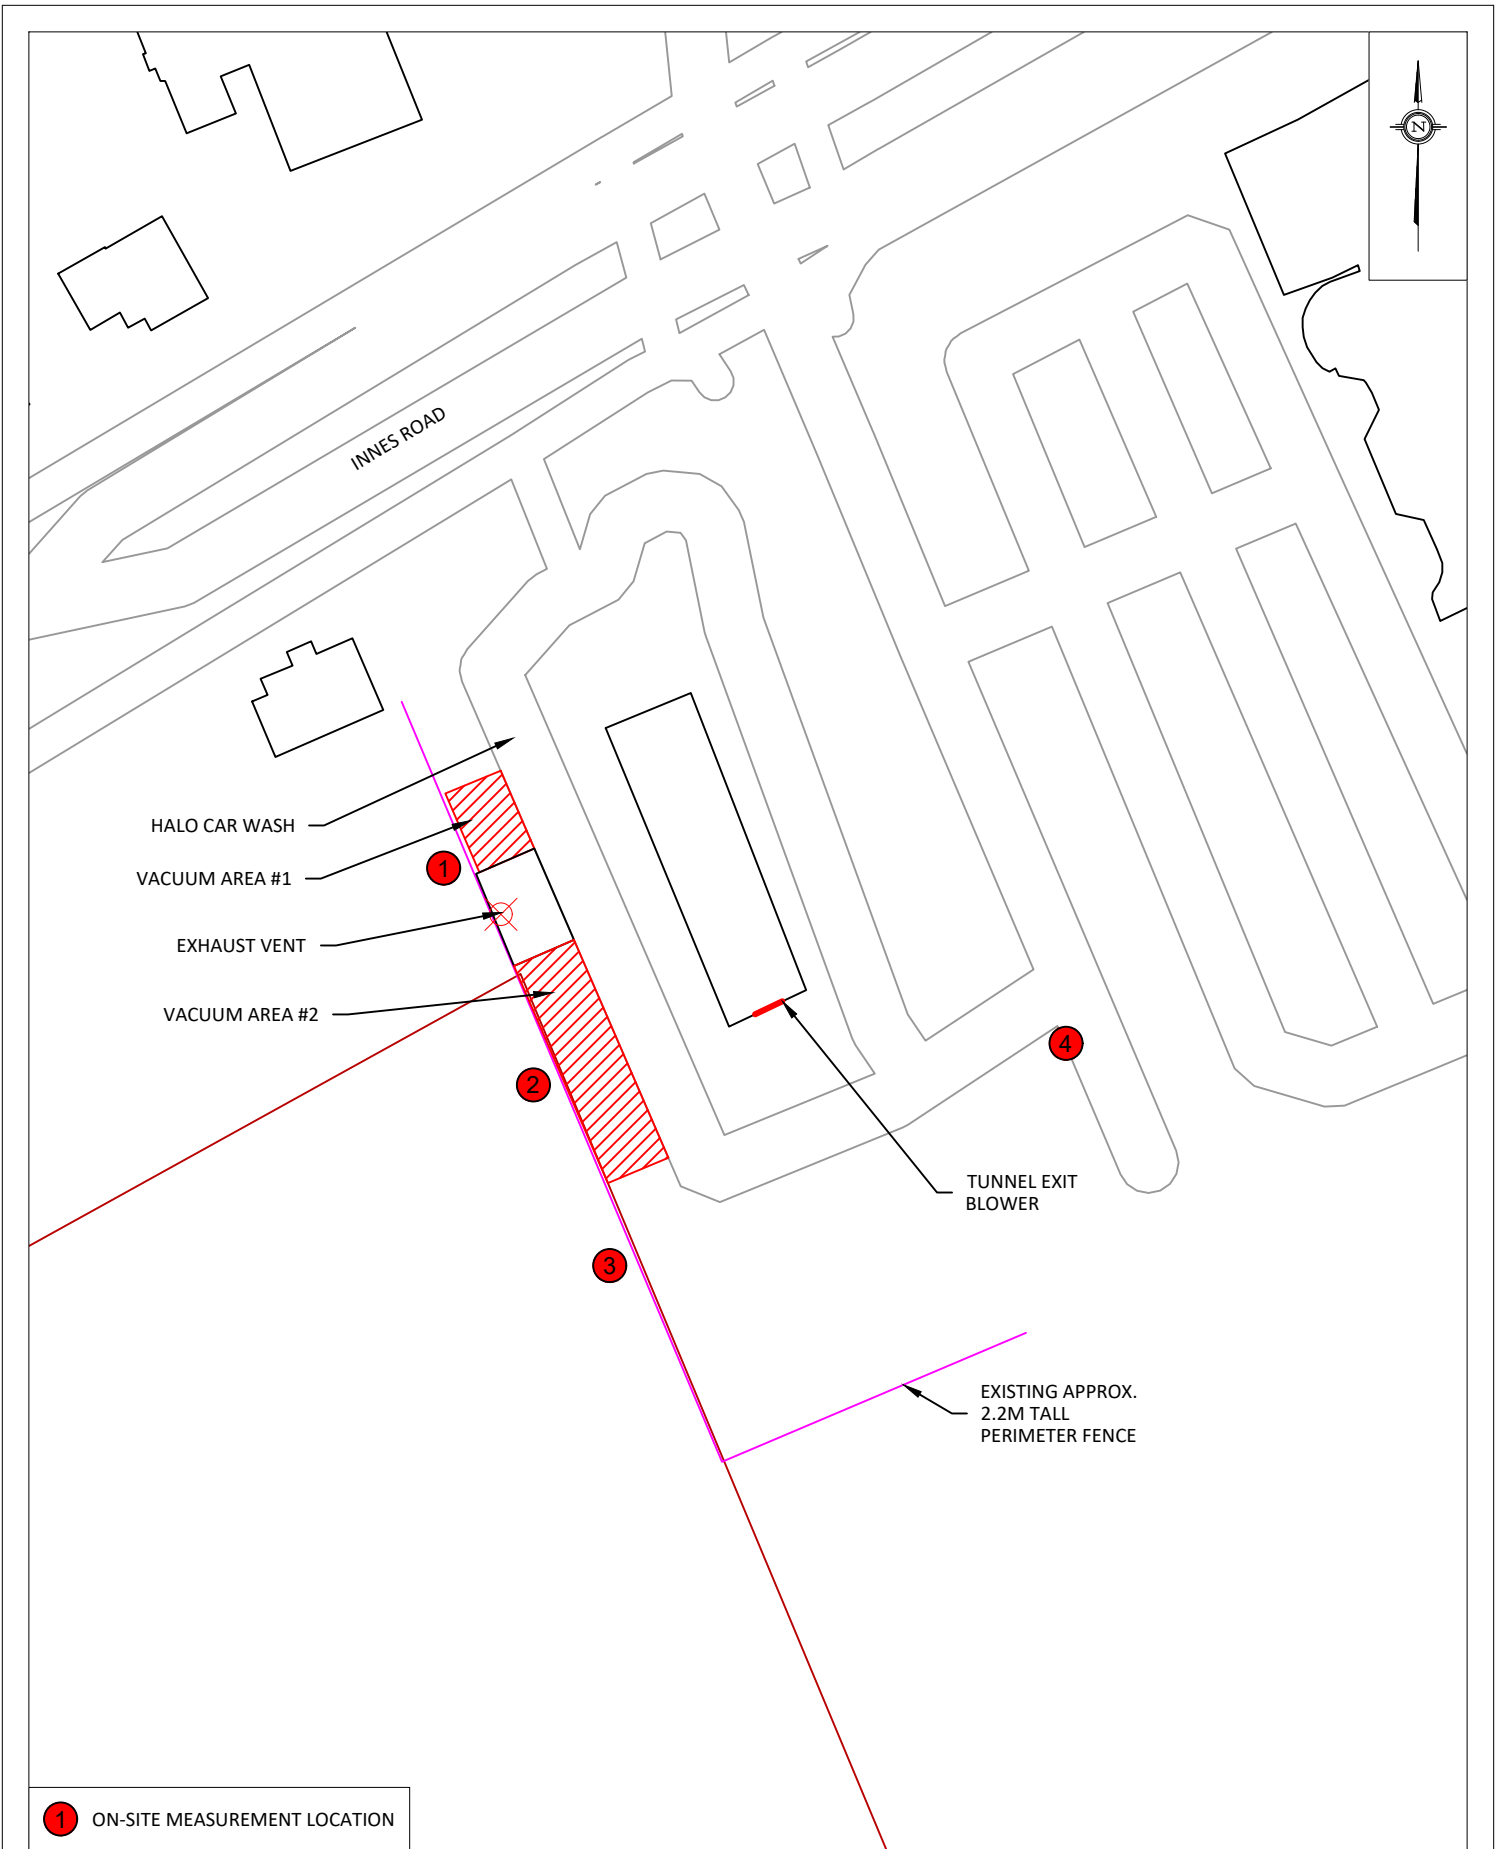 N
INNES ROAD
HALO CAR WASH
VACUUM AREA #1
1
EXHAUST VENT
VACUUM AREA #2
2
4
TUNNEL EXIT
BLOWER
3
EXISTING APPROX.
2.2M TALL
PERIMETER FENCE
1 ON-SITE MEASUREMENT LOCATION